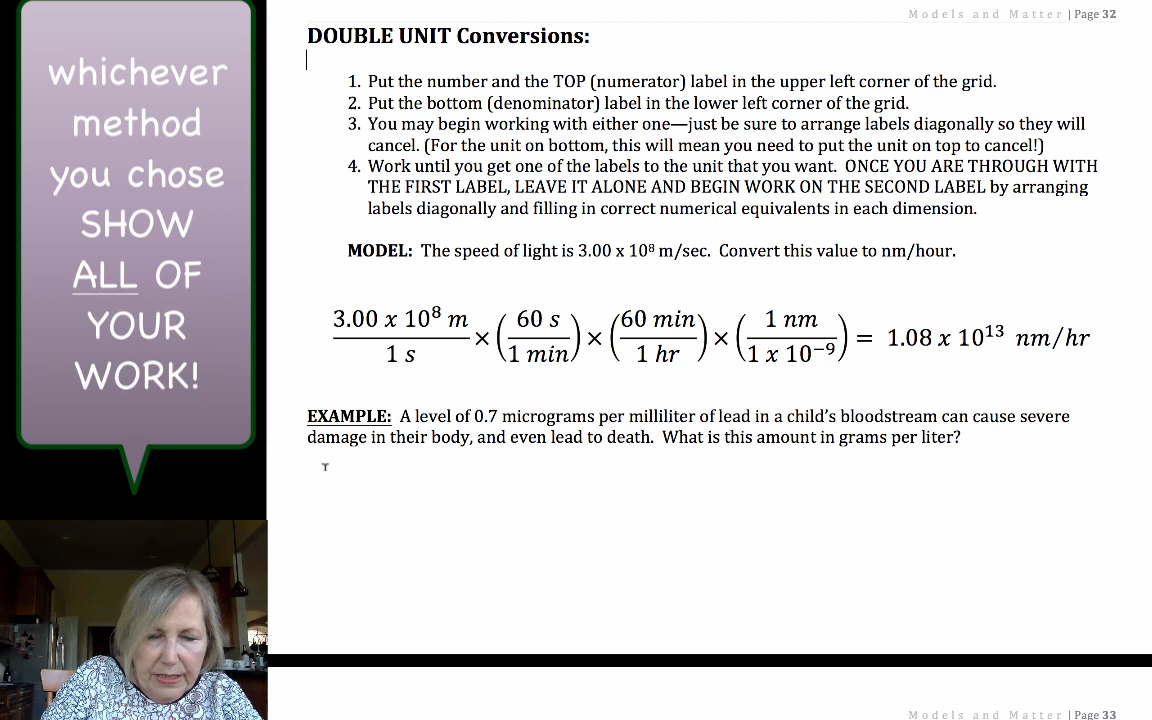 whichever
method
you chose
SHOW
ALL OF
YOUR
WORK!
Models and Matter | Page 32
DOUBLE UNIT Conversions:
1. Put the number and the TOP (numerator) label in the upper left corner of the grid.
2. Put the bottom (denominator) label in the lower left corner of the grid.
3. You may begin working with either one—just be sure to arrange labels diagonally so they will
cancel. (For the unit on bottom, this will mean you need to put the unit on top to cancel!)
4. Work until you get one of the labels to the unit that you want. ONCE YOU ARE THROUGH WITH
THE FIRST LABEL, LEAVE IT ALONE AND BEGIN WORK ON THE SECOND LABEL by arranging
labels diagonally and filling in correct numerical equivalents in each dimension.
MODEL: The speed of light is 3.00 x 10⁸ m/sec. Convert this value to nm/hour.
3.00 x 10⁸ m / 1 s × (60 s / 1 min) × (60 min / 1 hr) × (1 nm / 1 x 10⁻⁹) = 1.08 x 10¹³ nm/hr
EXAMPLE: A level of 0.7 micrograms per milliliter of lead in a child’s bloodstream can cause severe
damage in their body, and even lead to death. What is this amount in grams per liter?
Models and Matter | Page 33